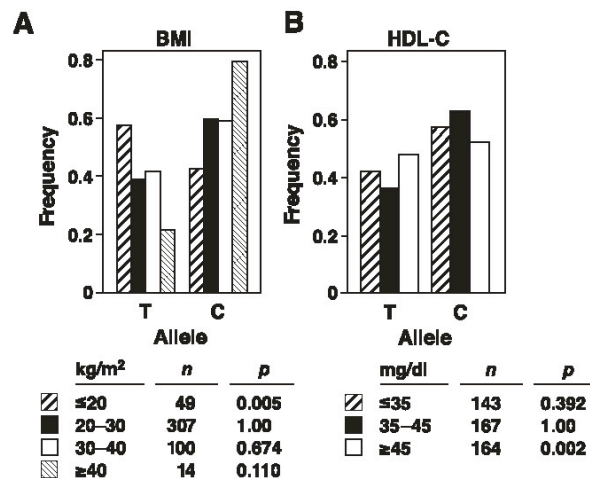 A BMI
Frequency
0.8
0.6
0.4
0.2
0
T C
Allele
kg/m² n p
≤20 49 0.005
20–30 307 1.00
30–40 100 0.674
≥40 14 0.110
B HDL-C
Frequency
0.8
0.6
0.4
0.2
0
T C
Allele
mg/dl n p
≤35 143 0.392
35–45 167 1.00
≥45 164 0.002